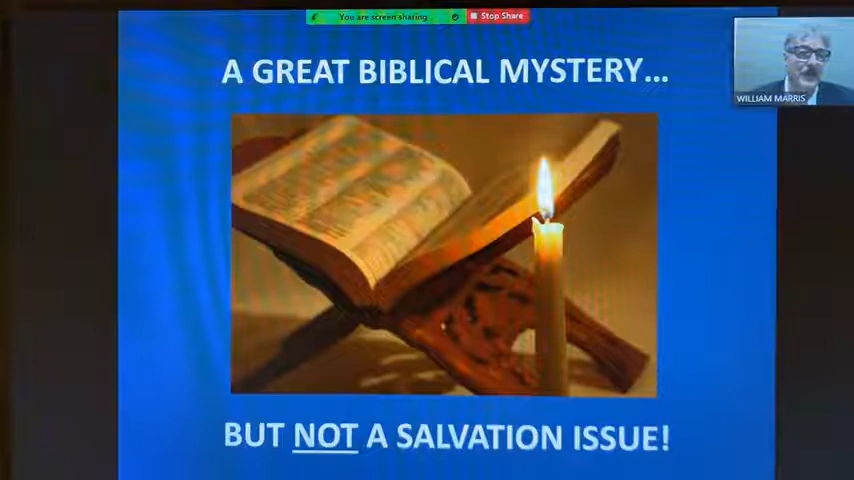 You are screen sharing
Stop Share
A GREAT BIBLICAL MYSTERY...
WILLIAM MARRIS
BUT NOT A SALVATION ISSUE!